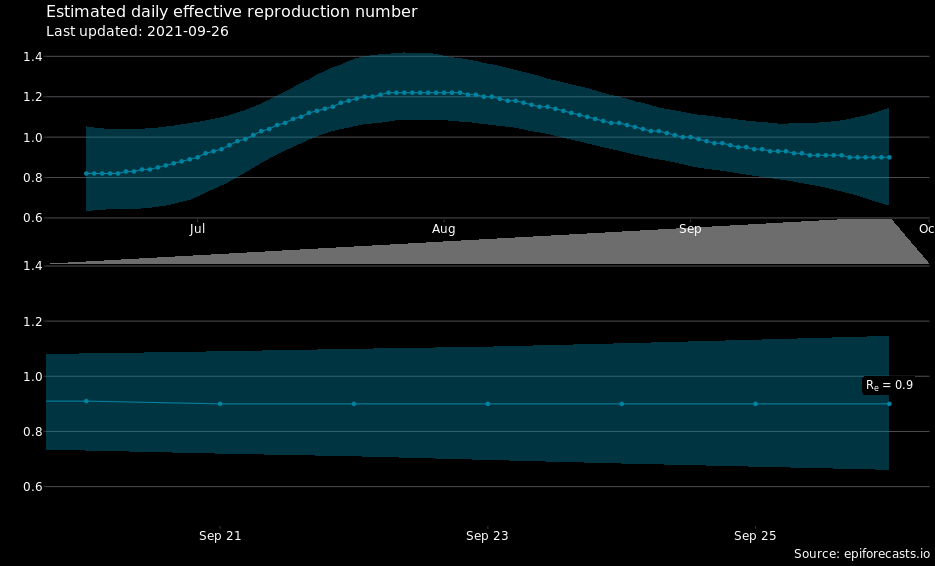 Estimated daily effective reproduction number
Last updated: 2021-09-26
1.4
1.2
1.0
0.8
0.6
Jul Aug Sep Oc
1.4
1.2
1.0
Rₑ = 0.9
0.8
0.6
Sep 21 Sep 23 Sep 25
Source: epiforecasts.io